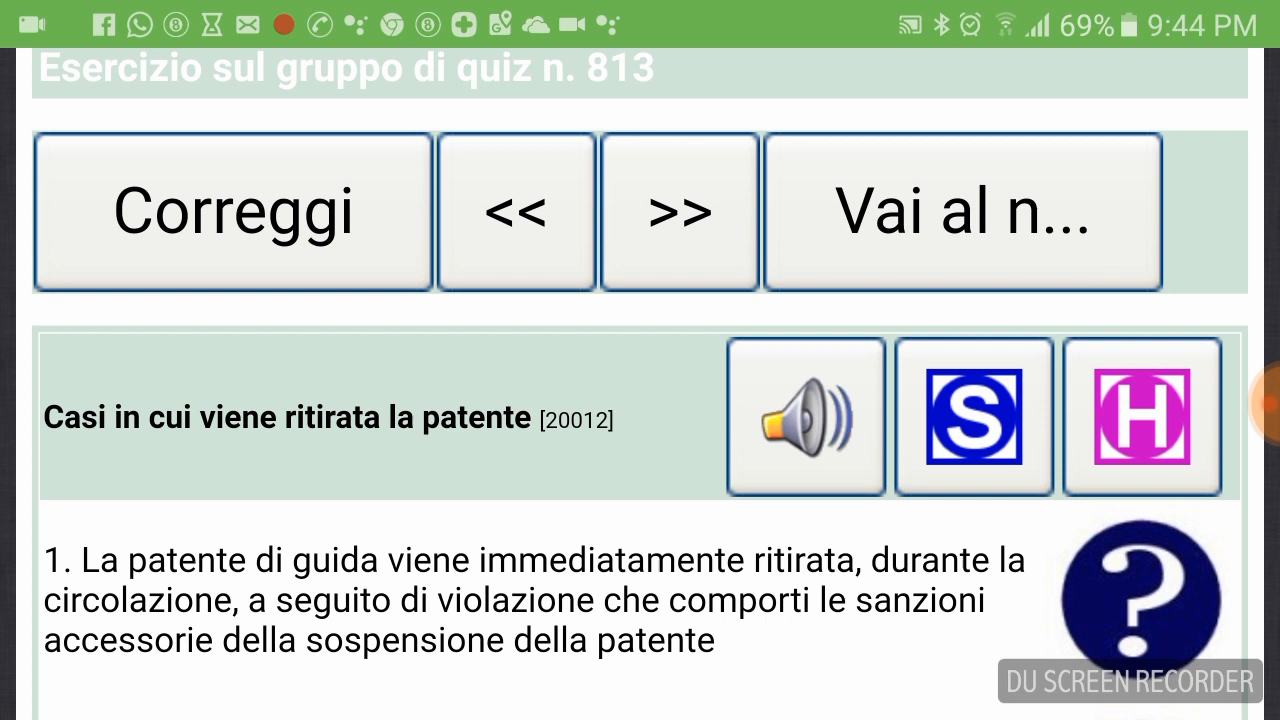 69% 9:44 PM
Esercizio sul gruppo di quiz n. 813
Correggi << >> Vai al n...
Casi in cui viene ritirata la patente [20012]
S H
1. La patente di guida viene immediatamente ritirata, durante la
circolazione, a seguito di violazione che comporti le sanzioni
accessorie della sospensione della patente
?
DU SCREEN RECORDER